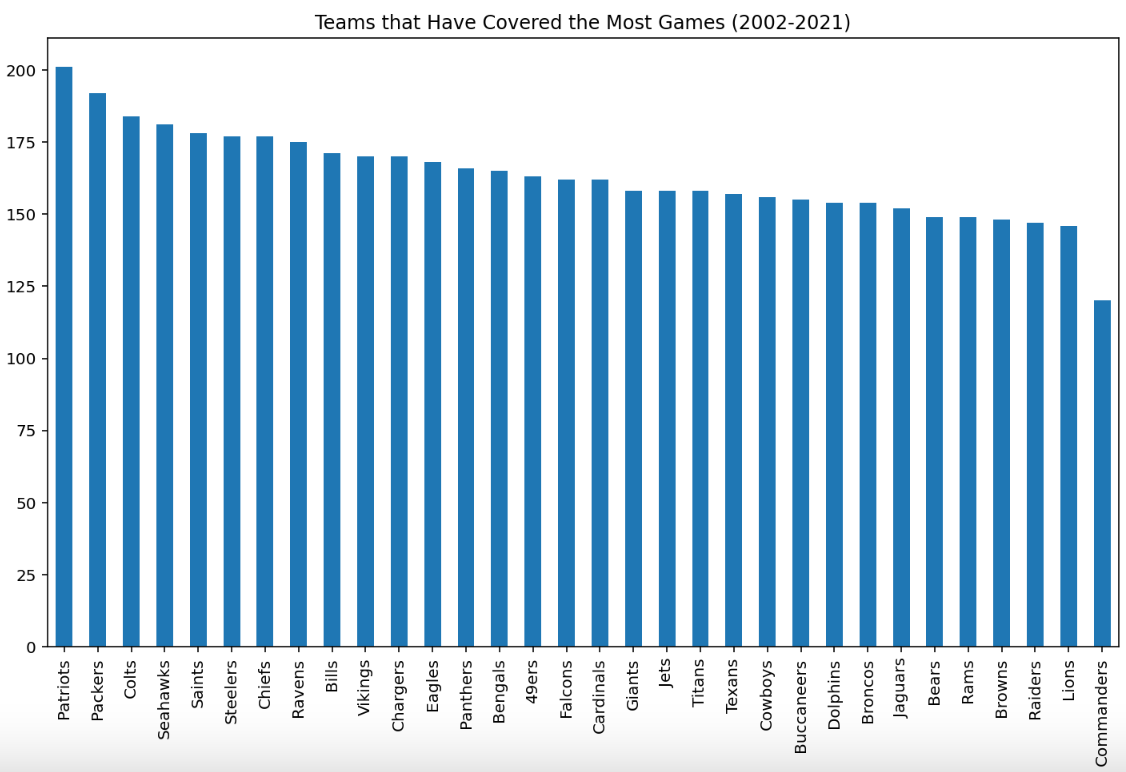 Teams that Have Covered the Most Games (2002-2021)
200
175
150
125
100
75
50
25
0
Patriots
Packers
Colts
Seahawks
Saints
Steelers
Chiefs
Ravens
Bills
Vikings
Chargers
Eagles
Panthers
Bengals
49ers
Falcons
Cardinals
Giants
Jets
Titans
Texans
Cowboys
Buccaneers
Dolphins
Broncos
Jaguars
Bears
Rams
Browns
Raiders
Lions
Commanders